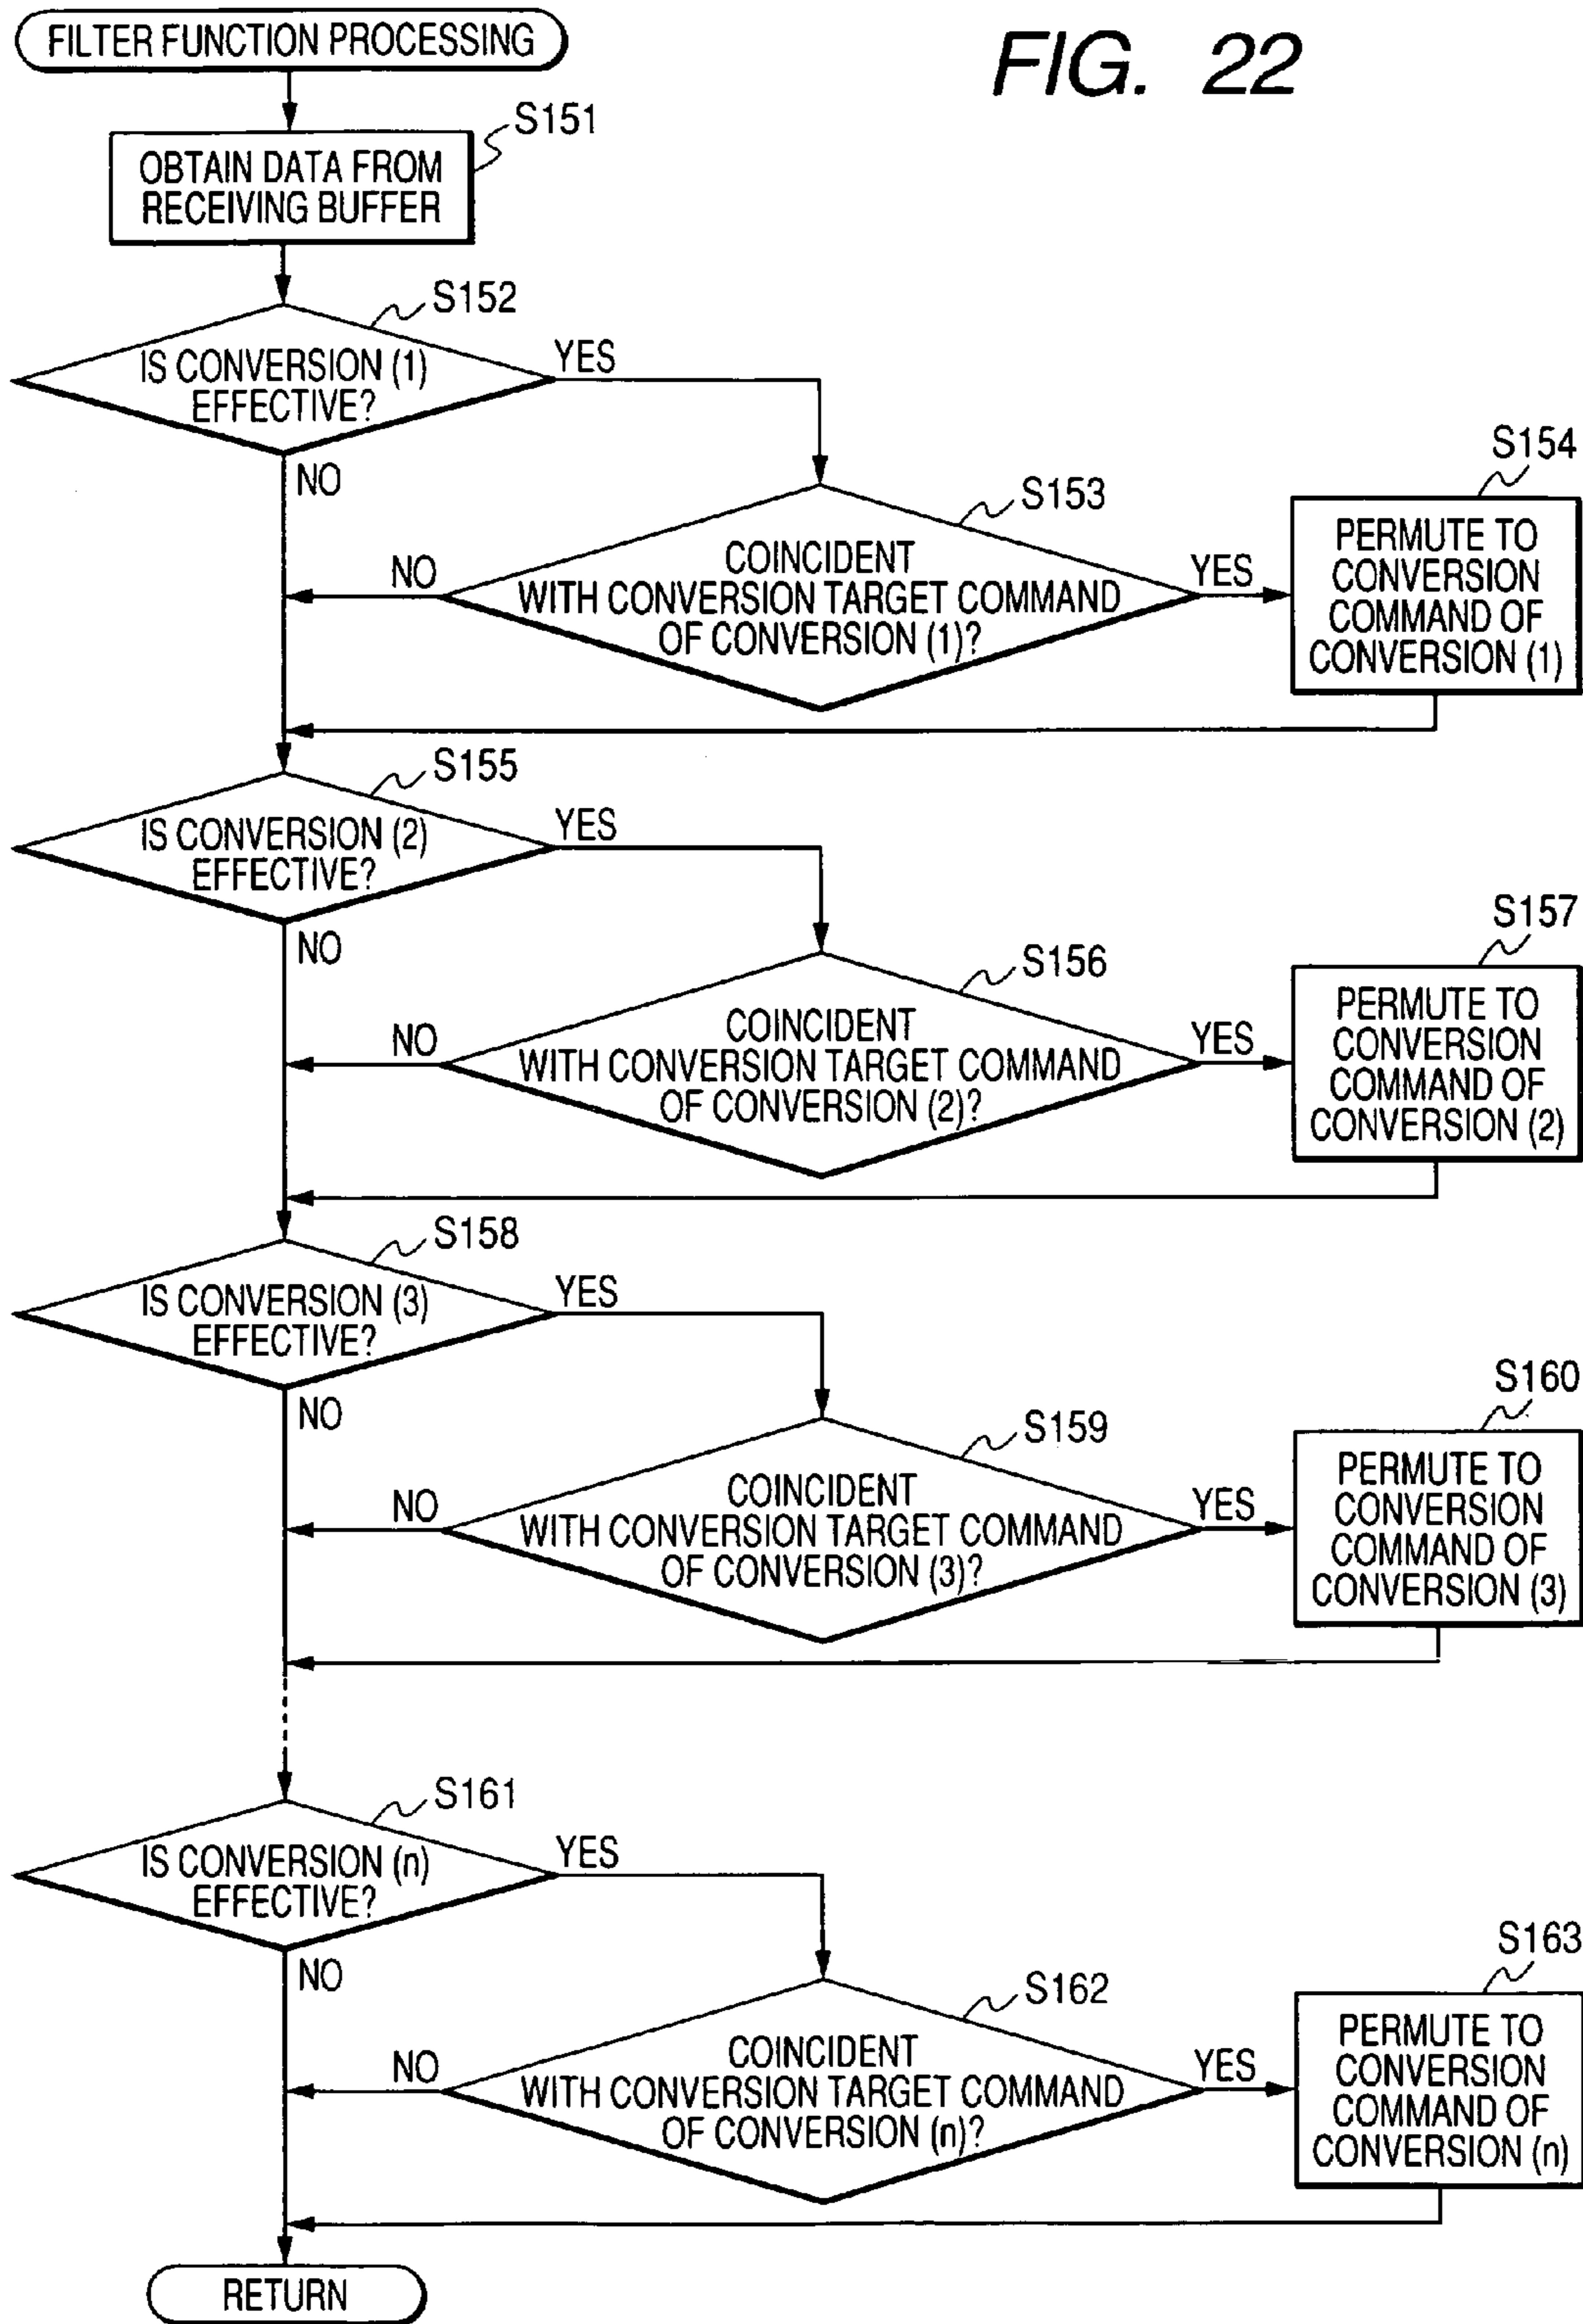 FILTER FUNCTION PROCESSING
FIG. 22
S151
OBTAIN DATA FROM
RECEIVING BUFFER
S152
IS CONVERSION (1)
EFFECTIVE?
YES
NO
S153
COINCIDENT
WITH CONVERSION TARGET COMMAND
OF CONVERSION (1)?
NO
YES
S154
PERMUTE TO
CONVERSION
COMMAND OF
CONVERSION (1)
S155
IS CONVERSION (2)
EFFECTIVE?
YES
NO
S156
COINCIDENT
WITH CONVERSION TARGET COMMAND
OF CONVERSION (2)?
NO
YES
S157
PERMUTE TO
CONVERSION
COMMAND OF
CONVERSION (2)
S158
IS CONVERSION (3)
EFFECTIVE?
YES
NO
S159
COINCIDENT
WITH CONVERSION TARGET COMMAND
OF CONVERSION (3)?
NO
YES
S160
PERMUTE TO
CONVERSION
COMMAND OF
CONVERSION (3)
S161
IS CONVERSION (n)
EFFECTIVE?
YES
NO
S162
COINCIDENT
WITH CONVERSION TARGET COMMAND
OF CONVERSION (n)?
NO
YES
S163
PERMUTE TO
CONVERSION
COMMAND OF
CONVERSION (n)
RETURN